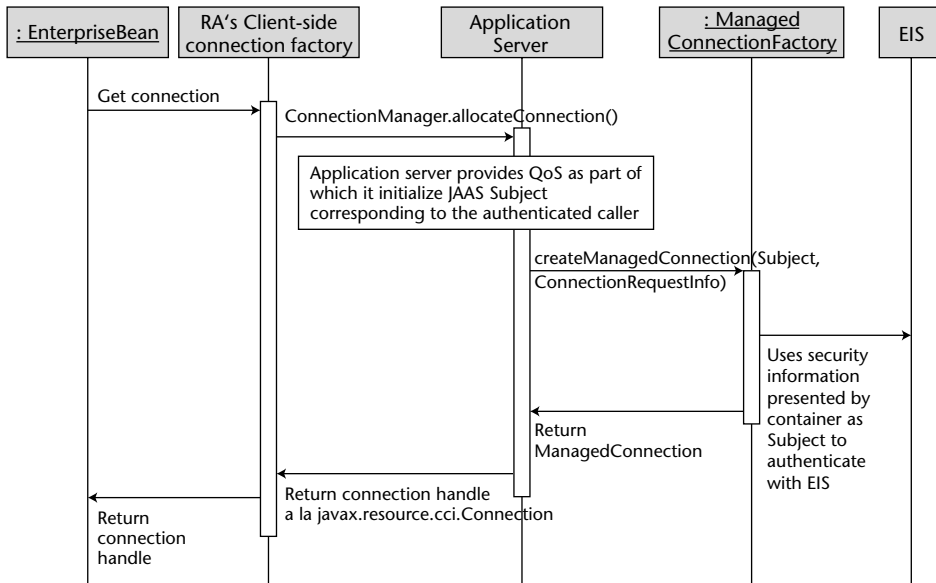 : EnterpriseBean
RA‘s Client-side
connection factory
Application
Server
: Managed
ConnectionFactory
EIS
Get connection
ConnectionManager.allocateConnection()
Application server provides QoS as part of
which it initialize JAAS Subject
corresponding to the authenticated caller
createManagedConnection(Subject,
ConnectionRequestInfo)
Uses security
information
presented by
container as
Subject to
authenticate
with EIS
Return
ManagedConnection
Return connection handle
a la javax.resource.cci.Connection
Return
connection
handle